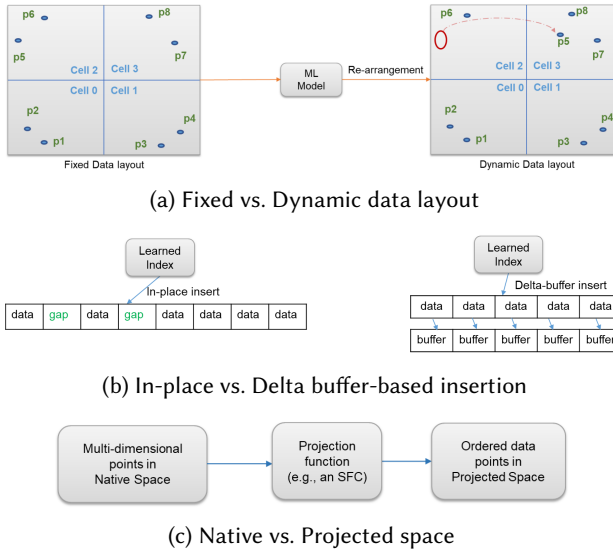 p6
p8
p5
p7
Cell 2 Cell 3
Cell 0 Cell 1
p2
p1
p4
p3
Fixed Data layout
ML
Model
Re-arrangement
p6
p8
p5
p7
Cell 2 Cell 3
Cell 0 Cell 1
p2
p1
p4
p3
Dynamic Data layout
(a) Fixed vs. Dynamic data layout
Learned
Index
In-place insert
data gap data gap data data data data
Learned
Index
Delta-buffer insert
data data data data data
buffer buffer buffer buffer buffer
(b) In-place vs. Delta buffer-based insertion
Multi-dimensional
points in
Native Space
Projection
function
(e.g., an SFC)
Ordered data
points in
Projected Space
(c) Native vs. Projected space